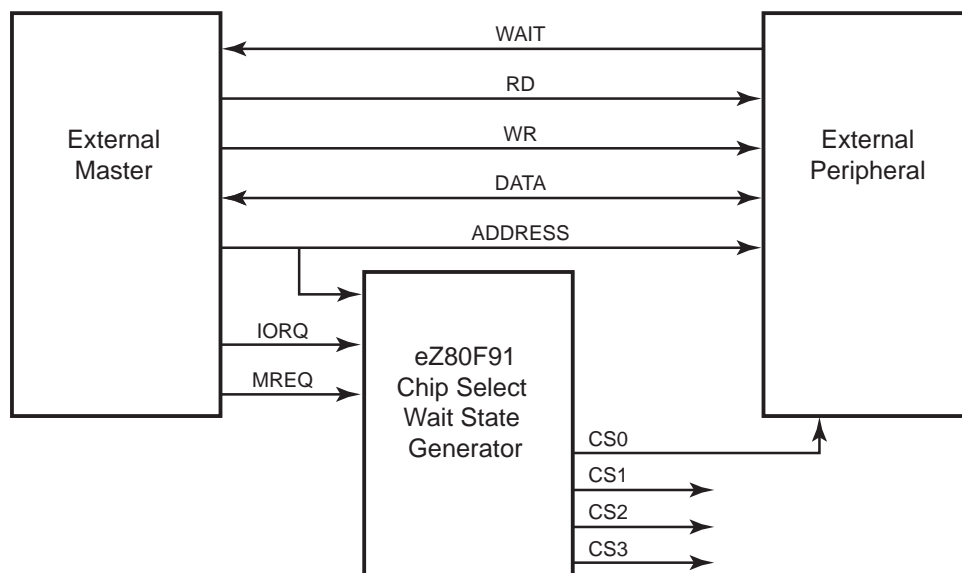 WAIT
RD
External
Master
WR
External
Peripheral
DATA
ADDRESS
IORQ
MREQ
eZ80F91
Chip Select
Wait State
Generator
CS0
CS1
CS2
CS3